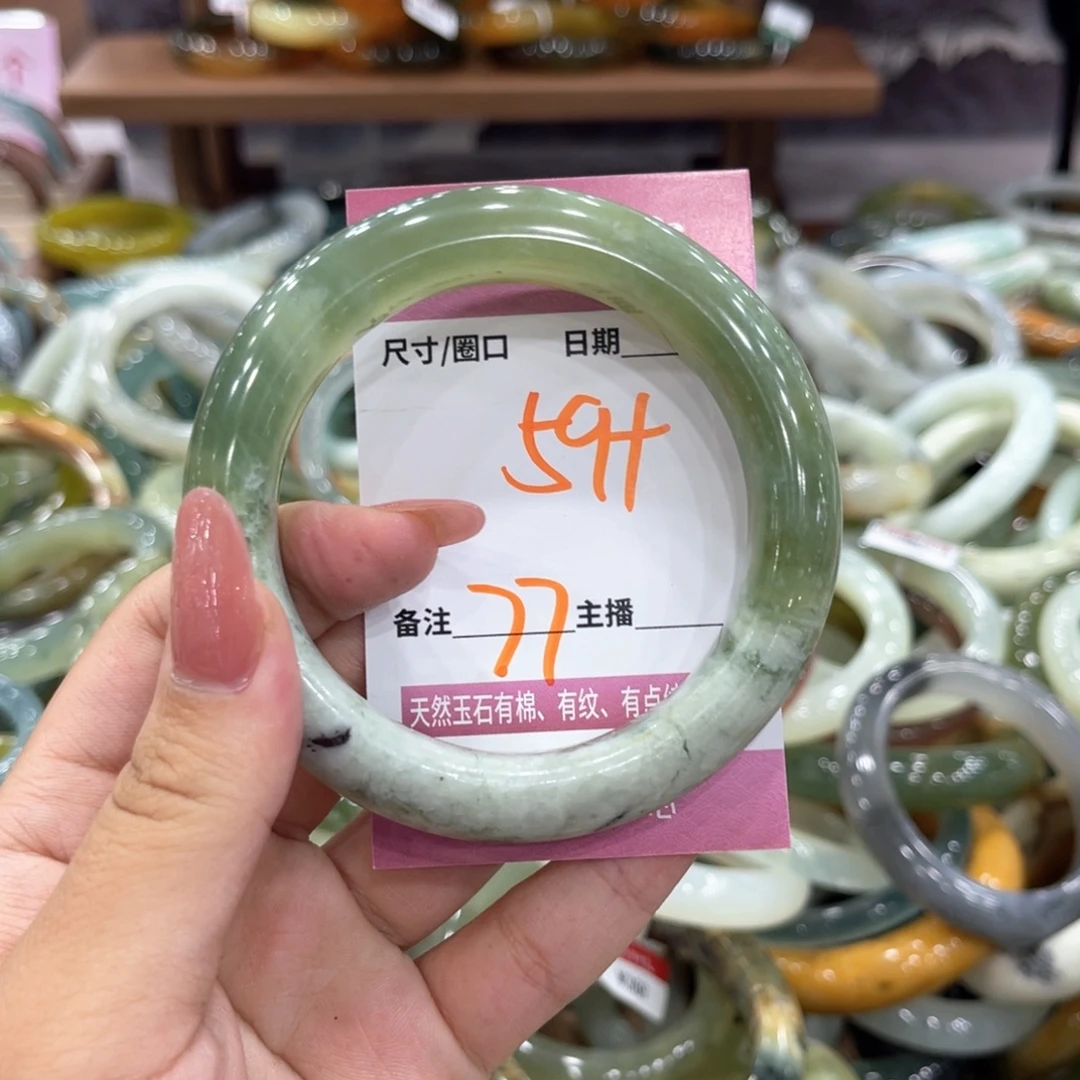 尺寸/圈口 日期
59+
备注 77 主播
天然玉石有棉、有纹、有点